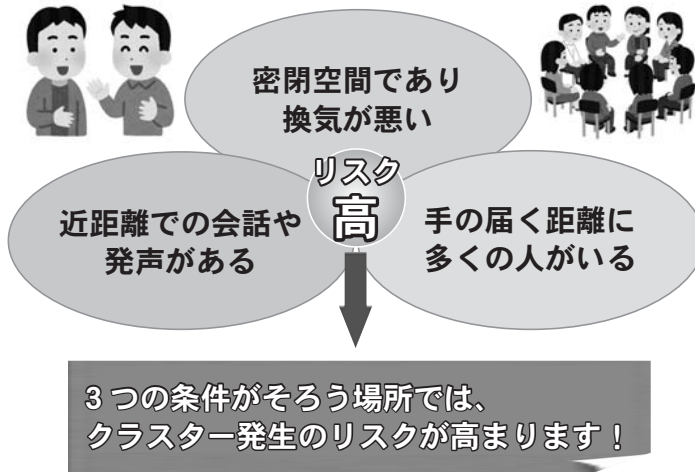 密閉空間であり
換気が悪い
リスク
高
近距離での会話や
発声がある
手の届く距離に
多くの人がいる
3つの条件がそろう場所では、
クラスター発生のリスクが高まります！